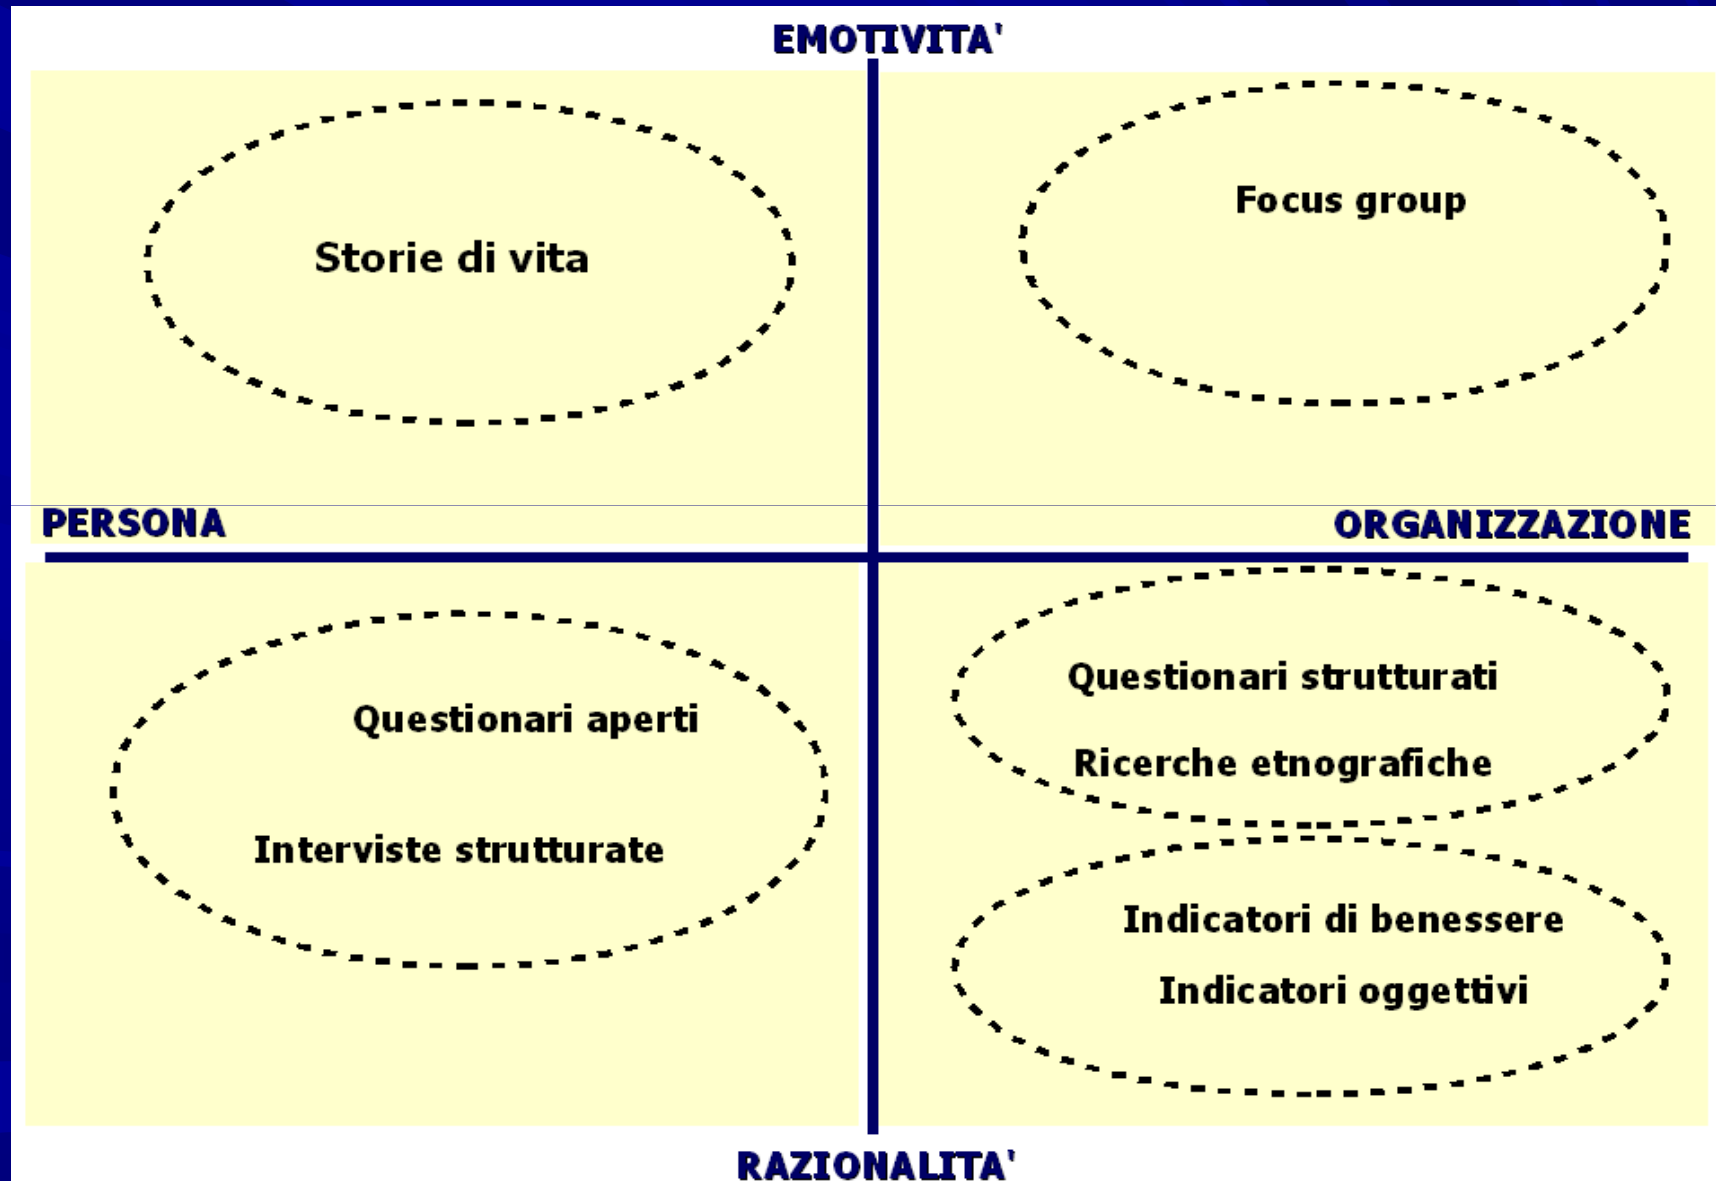 EMOTIVITA'
Storie di vita
Focus group
PERSONA
ORGANIZZAZIONE
Questionari aperti
Interviste strutturate
Questionari strutturati
Ricerche etnografiche
Indicatori di benessere
Indicatori oggettivi
RAZIONALITA'